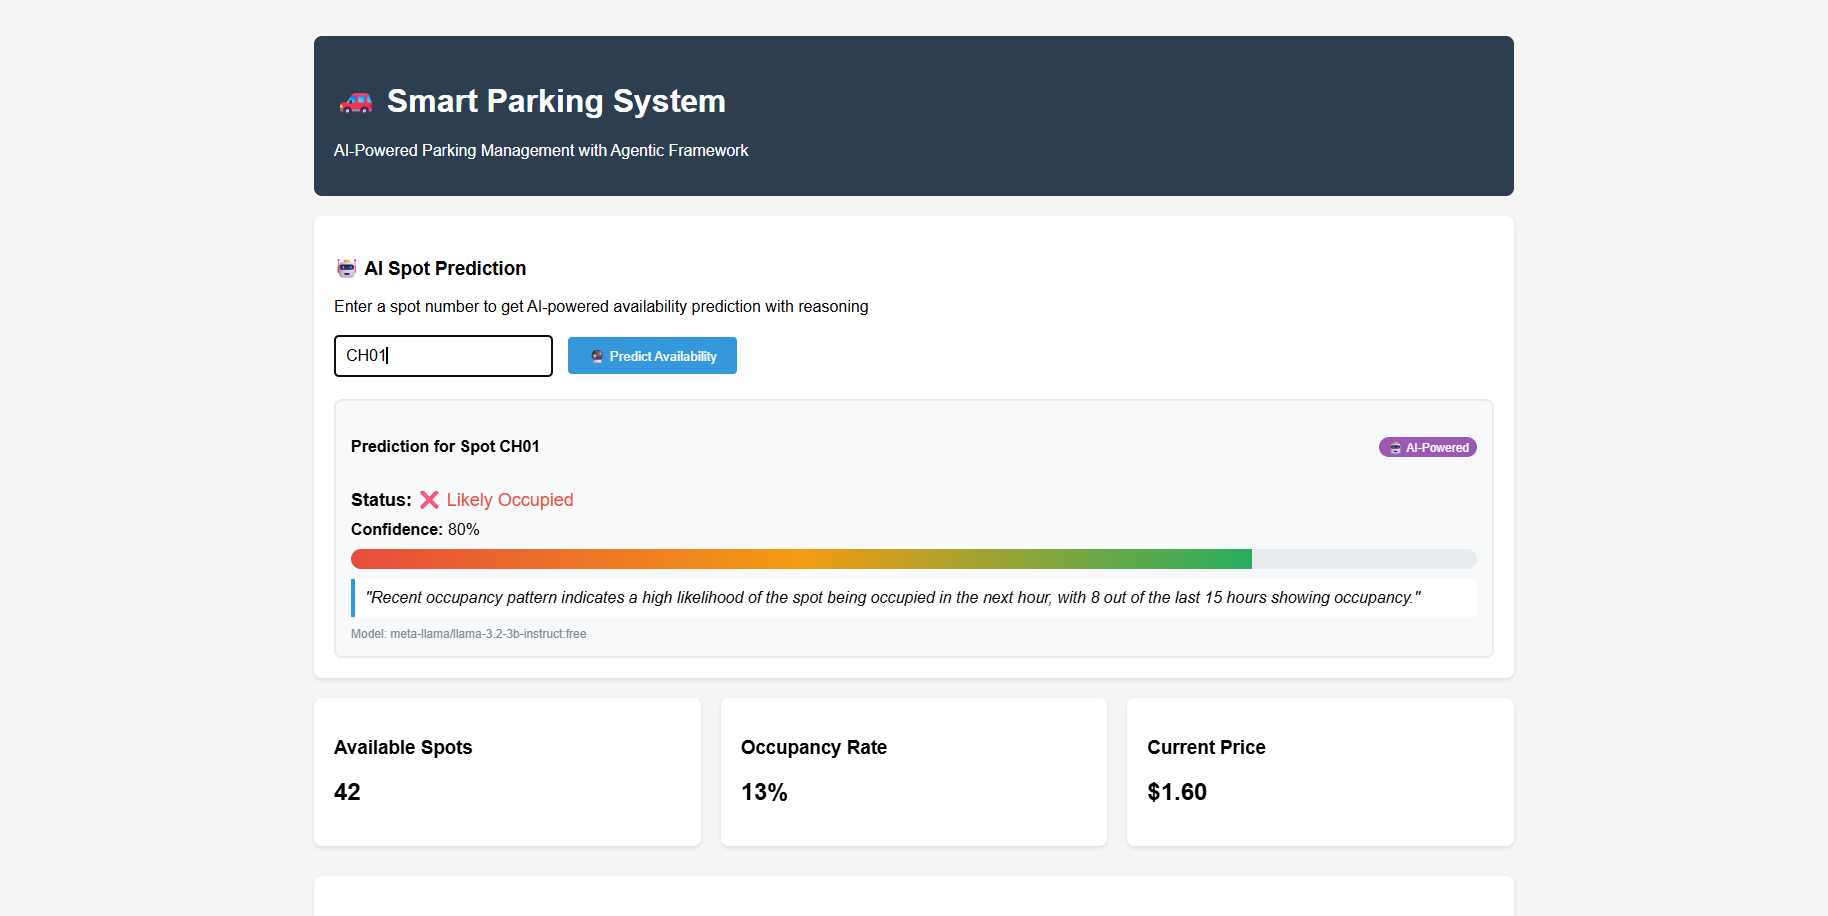 Smart Parking System
AI-Powered Parking Management with Agentic Framework
AI Spot Prediction
Enter a spot number to get AI-powered availability prediction with reasoning
CH01
Predict Availability
Prediction for Spot CH01
AI-Powered
Status: ❌ Likely Occupied
Confidence: 80%
"Recent occupancy pattern indicates a high likelihood of the spot being occupied in the next hour, with 8 out of the last 15 hours showing occupancy."
Model: meta-llama/llama-3.2-3b-instruct:free
Available Spots
42
Occupancy Rate
13%
Current Price
$1.60